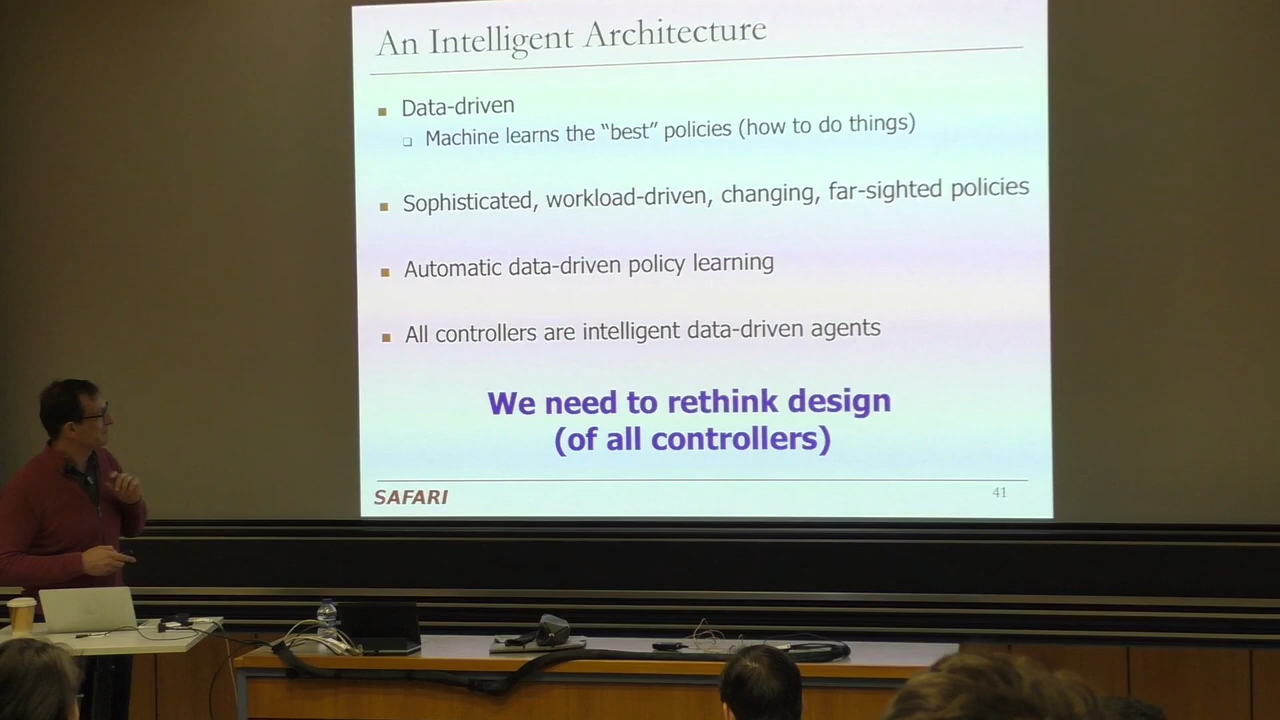 An Intelligent Architecture
Data-driven
Machine learns the “best” policies (how to do things)
Sophisticated, workload-driven, changing, far-sighted policies
Automatic data-driven policy learning
All controllers are intelligent data-driven agents
We need to rethink design
(of all controllers)
SAFARI
41